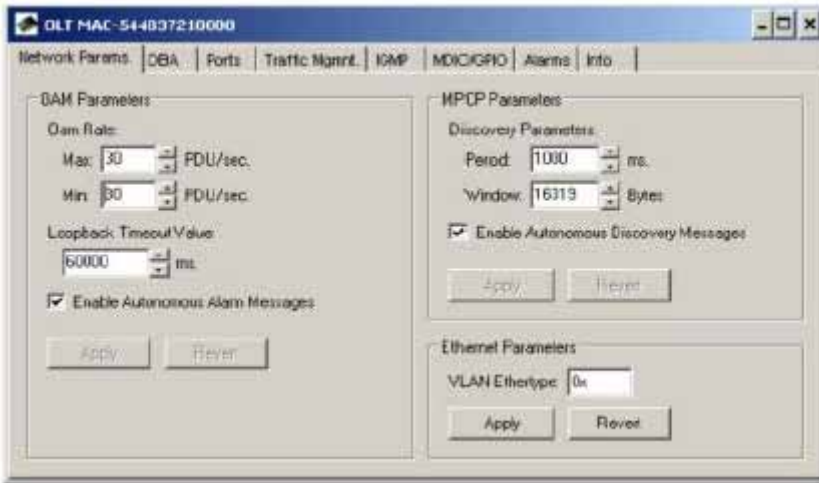 OLT MAC-544837210000
Network Params DBA Ports Traffic Mgmnt. IGMP MDIO/GPIO Alarms Info
OAM Parameters
Oam Rate:
Max: 30 PDU/sec.
Min: 30 PDU/sec.
Loopback Timeout Value:
60000 ms.
Enable Autonomous Alarm Messages
Apply Revert
MPCP Parameters
Discovery Parameters:
Period: 1000 ms.
Window: 16319 Bytes
Enable Autonomous Discovery Messages
Apply Revert
Ethernet Parameters
VLAN Ethertype: 0x
Apply Revert